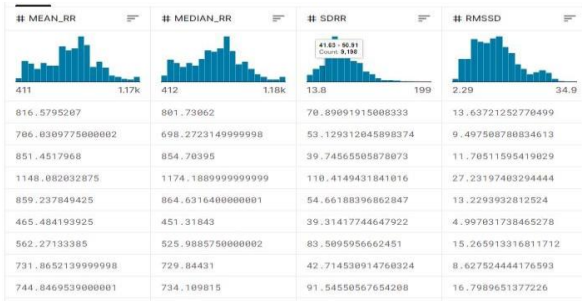 # MEAN_RR # MEDIAN_RR # SDRR # RMSSD
41.63 - 50.91
Count: 9,198
411 1.17k 412 1.18k 13.8 199 2.29 34.9
816.5795207 801.73062 70.89091915008333 13.63721252770499
706.0309775000002 698.2723149999998 53.129312045898374 9.497508780834613
851.4517968 854.70395 39.74565505878073 11.70511595419029
1148.082032875 1174.1889999999999 110.4149431841016 27.23197403294444
859.237849425 864.6316400000001 54.66188396862847 13.2293932812524
465.484193925 451.31843 39.31417744647922 4.997031738465278
562.27133385 525.9885750000002 83.5095956662451 15.265913316811712
731.8652139999998 729.84431 42.714530914760324 8.627524444176593
744.8469539000001 734.109815 91.54550567654208 16.7989651377226